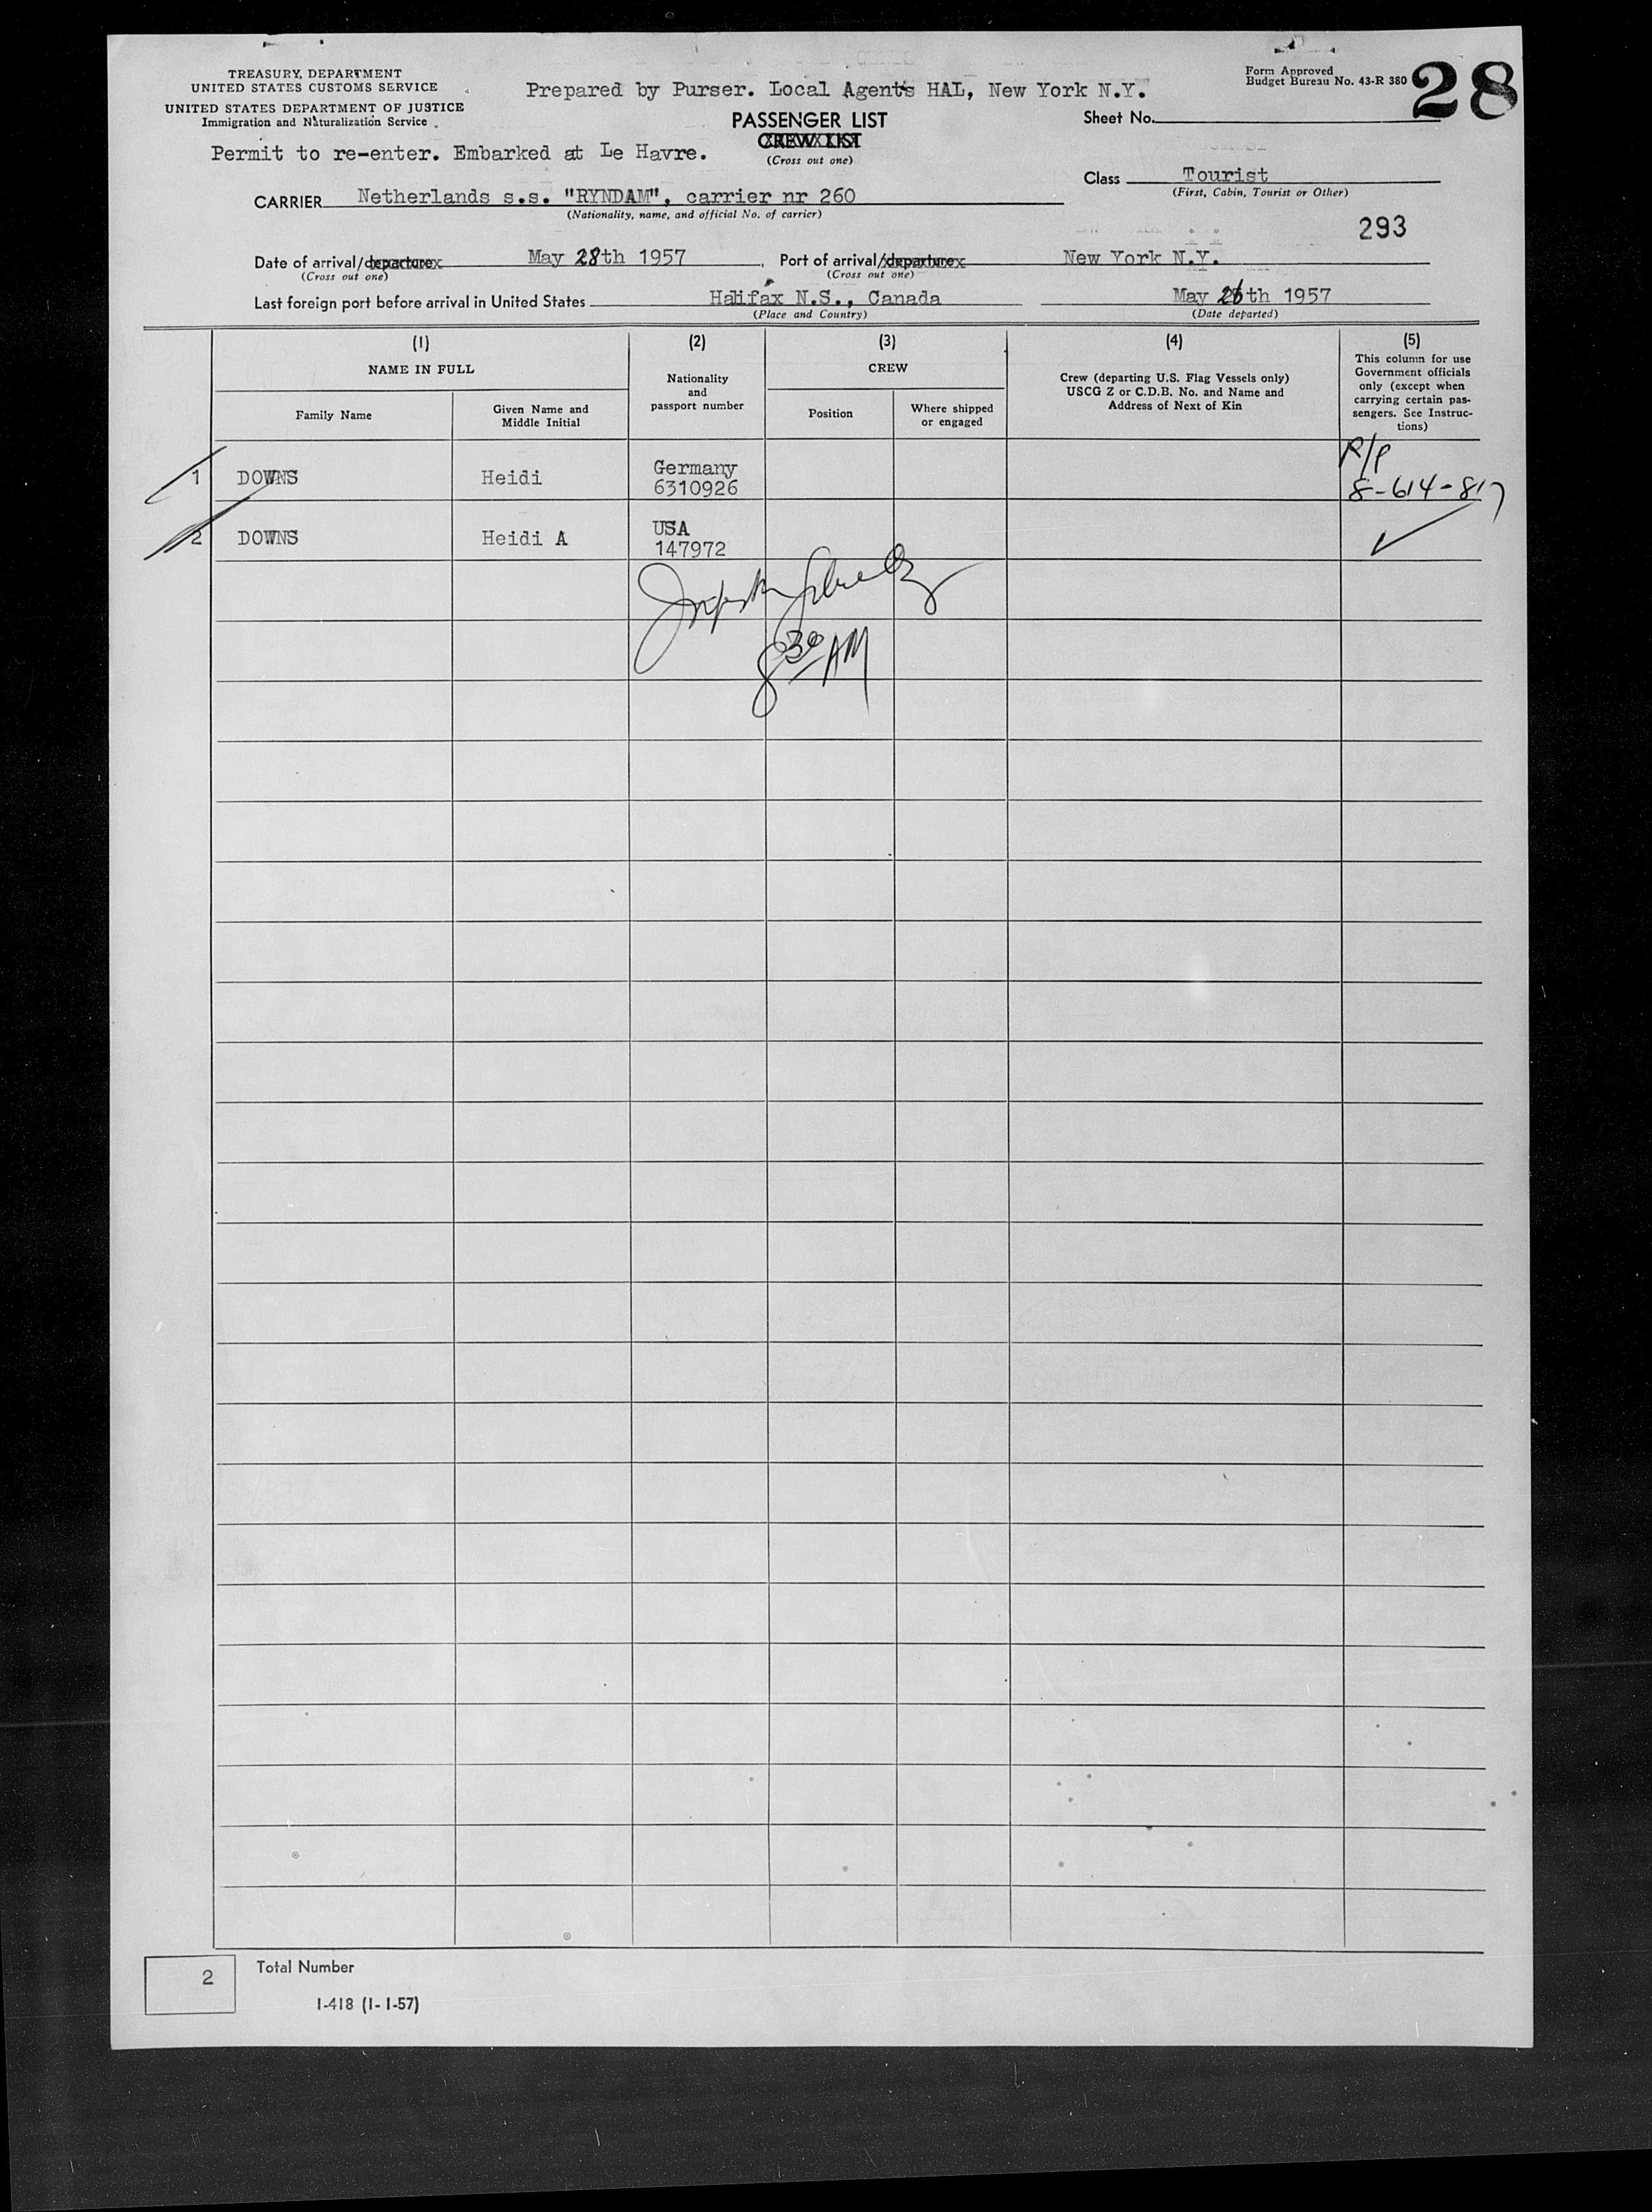 TREASURY DEPARTMENT
UNITED STATES CUSTOMS SERVICE
UNITED STATES DEPARTMENT OF JUSTICE
Immigration and Naturalization Service
Prepared by Purser. Local Agents HAL, New York N.Y.
Form Approved
Budget Bureau No. 43-R 380
28
PASSENGER LIST
CREW LIST
(Cross out one)
Sheet No.
Permit to re-enter. Embarked at Le Havre.
Class Tourist
(First, Cabin, Tourist or Other)
CARRIER Netherlands s.s. "RYNDAM", carrier nr 260
(Nationality, name, and official No. of carrier)
293
Date of arrival/departure May 28th 1957, Port of arrival/departure New York N.Y.
(Cross out one) (Cross out one)
Last foreign port before arrival in United States Halifax N.S., Canada May 26th 1957
(Place and Country) (Date departed)
(1) (2) (3) (4) (5)
NAME IN FULL
Family Name
Given Name and
Middle Initial
Nationality
and
passport number
CREW
Position
Where shipped
or engaged
Crew (departing U.S. Flag Vessels only)
USCG Z or C.D.B. No. and Name and
Address of Next of Kin
This column for use
Government officials
only (except when
carrying certain pas-
sengers. See Instruc-
tions)
1 DOWNS Heidi Germany
6310926
R/P
8-614-817
2 DOWNS Heidi A USA
147972
8 30 AM
2 Total Number
I-418 (1-1-57)